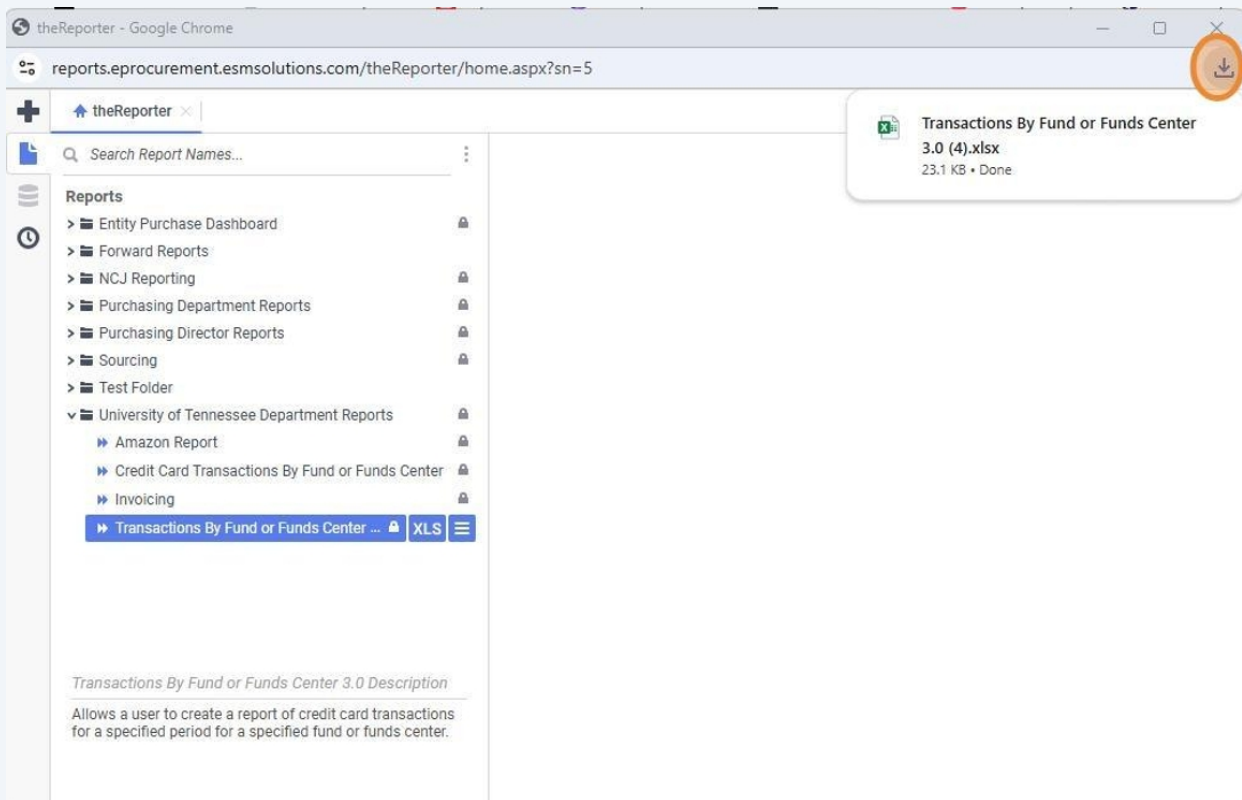 theReporter - Google Chrome
reports.eprocurement.esmsolutions.com/theReporter/home.aspx?sn=5
theReporter
Transactions By Fund or Funds Center
3.0 (4).xlsx
23.1 KB • Done
Search Report Names...
Reports
Entity Purchase Dashboard
Forward Reports
NCJ Reporting
Purchasing Department Reports
Purchasing Director Reports
Sourcing
Test Folder
University of Tennessee Department Reports
Amazon Report
Credit Card Transactions By Fund or Funds Center
Invoicing
Transactions By Fund or Funds Center ... XLS
Transactions By Fund or Funds Center 3.0 Description
Allows a user to create a report of credit card transactions
for a specified period for a specified fund or funds center.